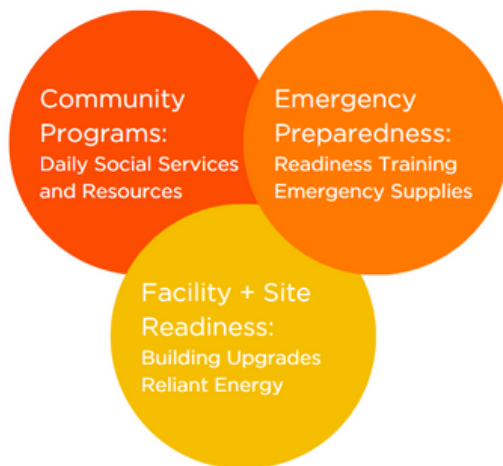 Community
Programs:
Daily Social Services
and Resources
Emergency
Preparedness:
Readiness Training
Emergency Supplies
Facility + Site
Readiness:
Building Upgrades
Reliant Energy